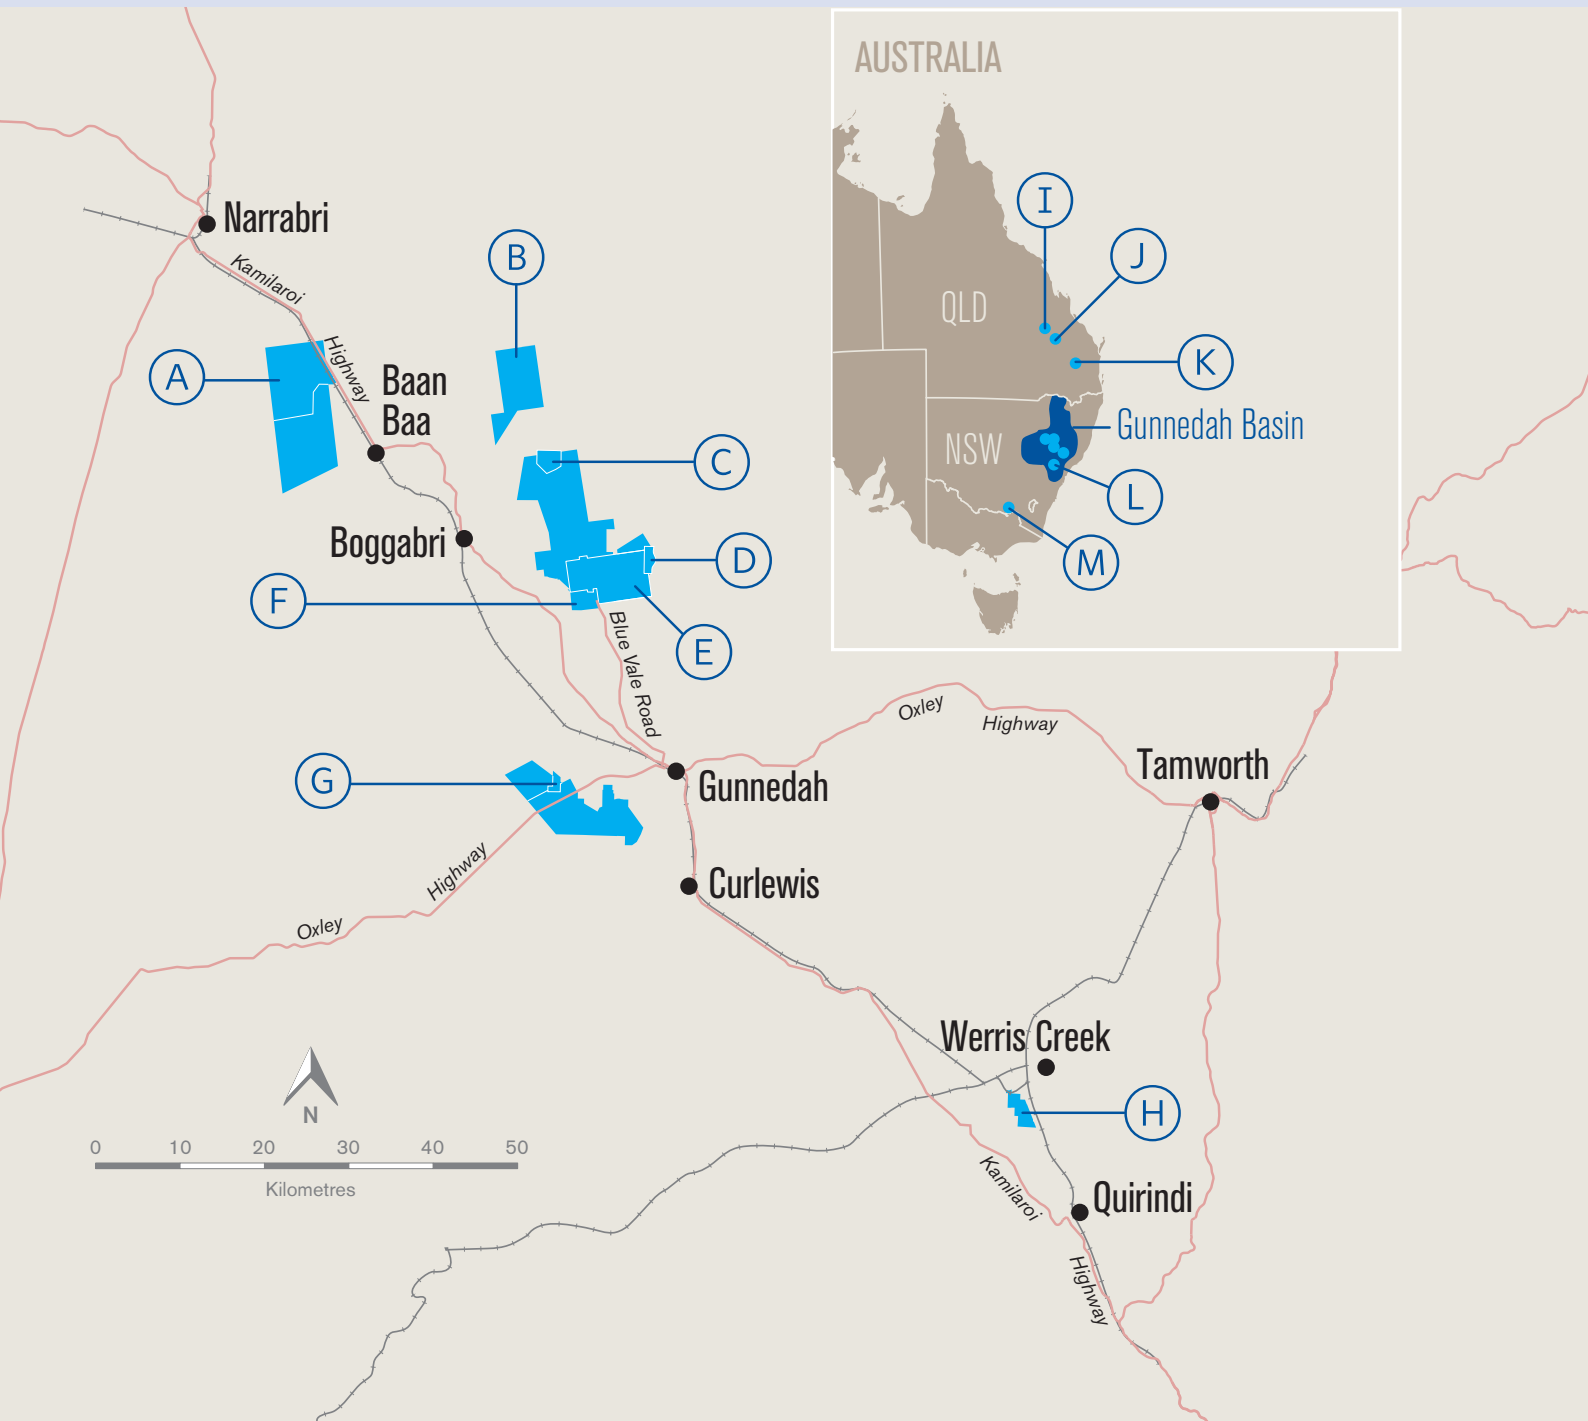 AUSTRALIA
I
J
QLD
K
Gunnedah Basin
NSW
L
M
Narrabri
Kamilaroi
Highway
B
A
Baan
Baa
C
Boggabri
D
F
E
Blue Vale Road
Oxley
Highway
Tamworth
G
Gunnedah
Highway
Oxley
Curlewis
Werris Creek
N
H
0 10 20 30 40 50
Kilometres
Kamilaroi
Quirindi
Highway